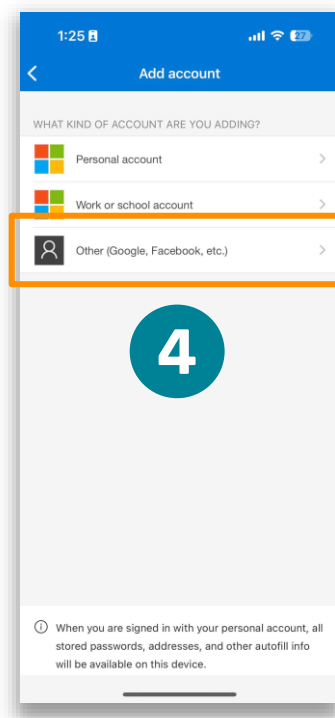 1:25 27
Add account
WHAT KIND OF ACCOUNT ARE YOU ADDING?
Personal account
Work or school account
Other (Google, Facebook, etc.)
4
When you are signed in with your personal account, all
stored passwords, addresses, and other autofill info
will be available on this device.